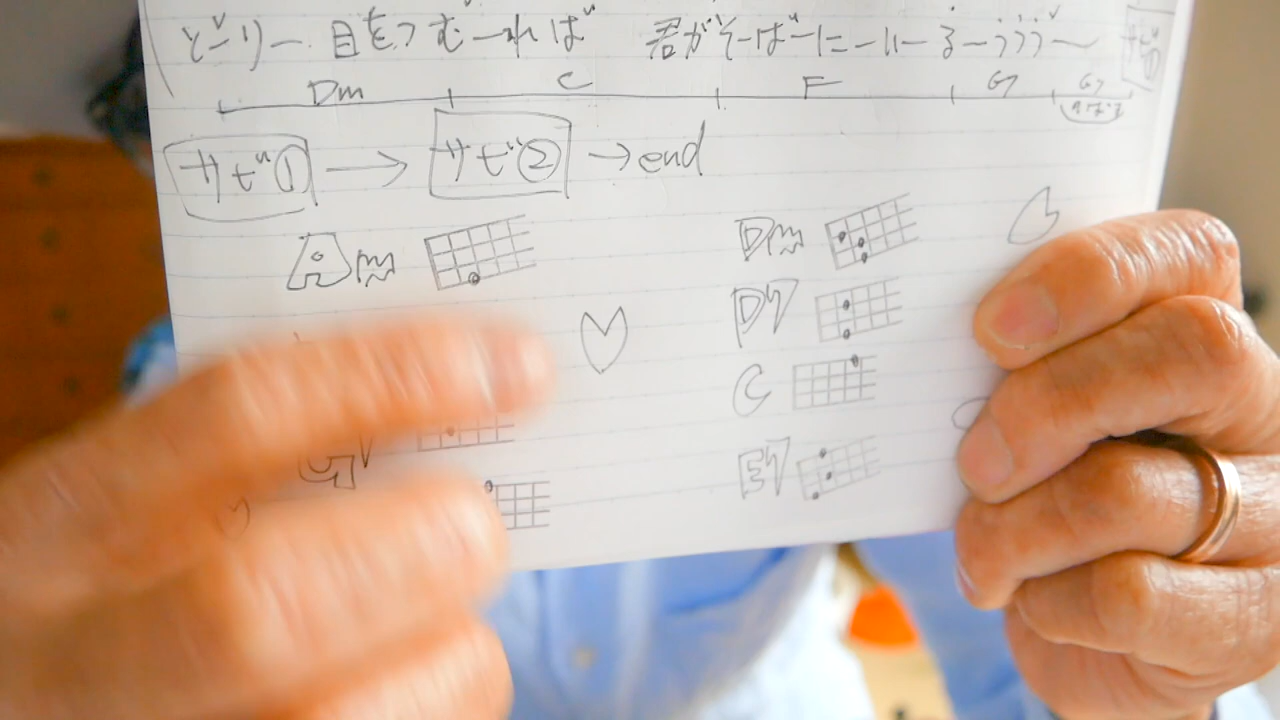 とーりー 目をつむーれば 君がそーばーにーいーるーぅぅぅー
Dm C F G7 G7
サビ① → サビ② → end
Am Dm
D7
C
G7
E7